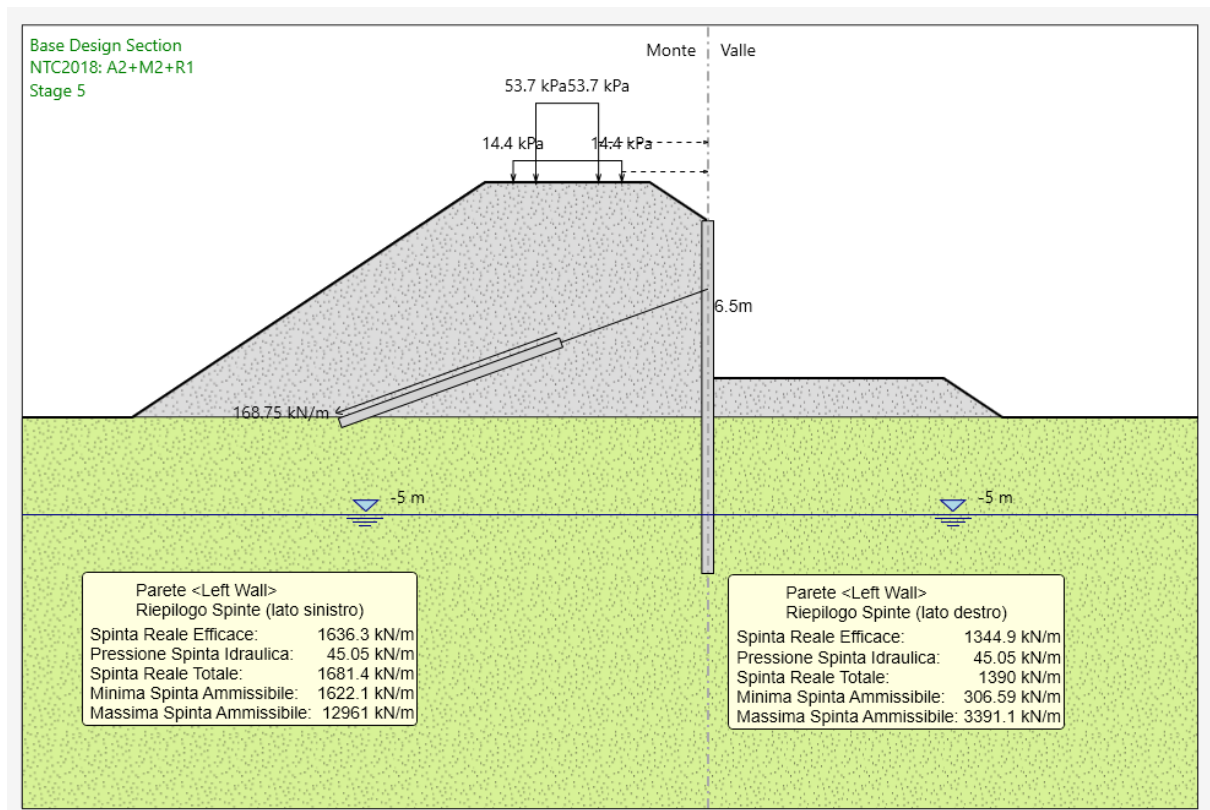 Base Design Section
NTC2018: A2+M2+R1
Stage 5
Monte
Valle
53.7 kPa
53.7 kPa
14.4 kPa
14.4 kPa
6.5m
168.75 kN/m
-5 m
-5 m
Parete <Left Wall>
Riepilogo Spinte (lato sinistro)
Spinta Reale Efficace: 1636.3 kN/m
Pressione Spinta Idraulica: 45.05 kN/m
Spinta Reale Totale: 1681.4 kN/m
Minima Spinta Ammissibile: 1622.1 kN/m
Massima Spinta Ammissibile: 12961 kN/m
Parete <Left Wall>
Riepilogo Spinte (lato destro)
Spinta Reale Efficace: 1344.9 kN/m
Pressione Spinta Idraulica: 45.05 kN/m
Spinta Reale Totale: 1390 kN/m
Minima Spinta Ammissibile: 306.59 kN/m
Massima Spinta Ammissibile: 3391.1 kN/m